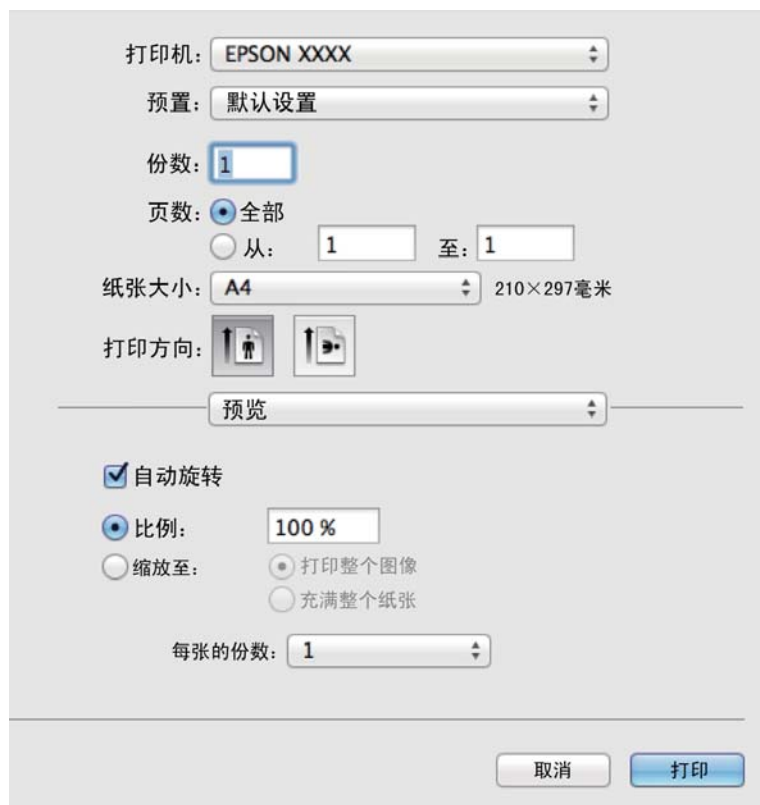 打印机: EPSON XXXX
预置: 默认设置
份数: 1
页数: 全部
从: 1 至: 1
纸张大小: A4 210×297毫米
打印方向:
预览
自动旋转
比例: 100 %
缩放至: 打印整个图像
充满整个纸张
每张的份数: 1
取消 打印